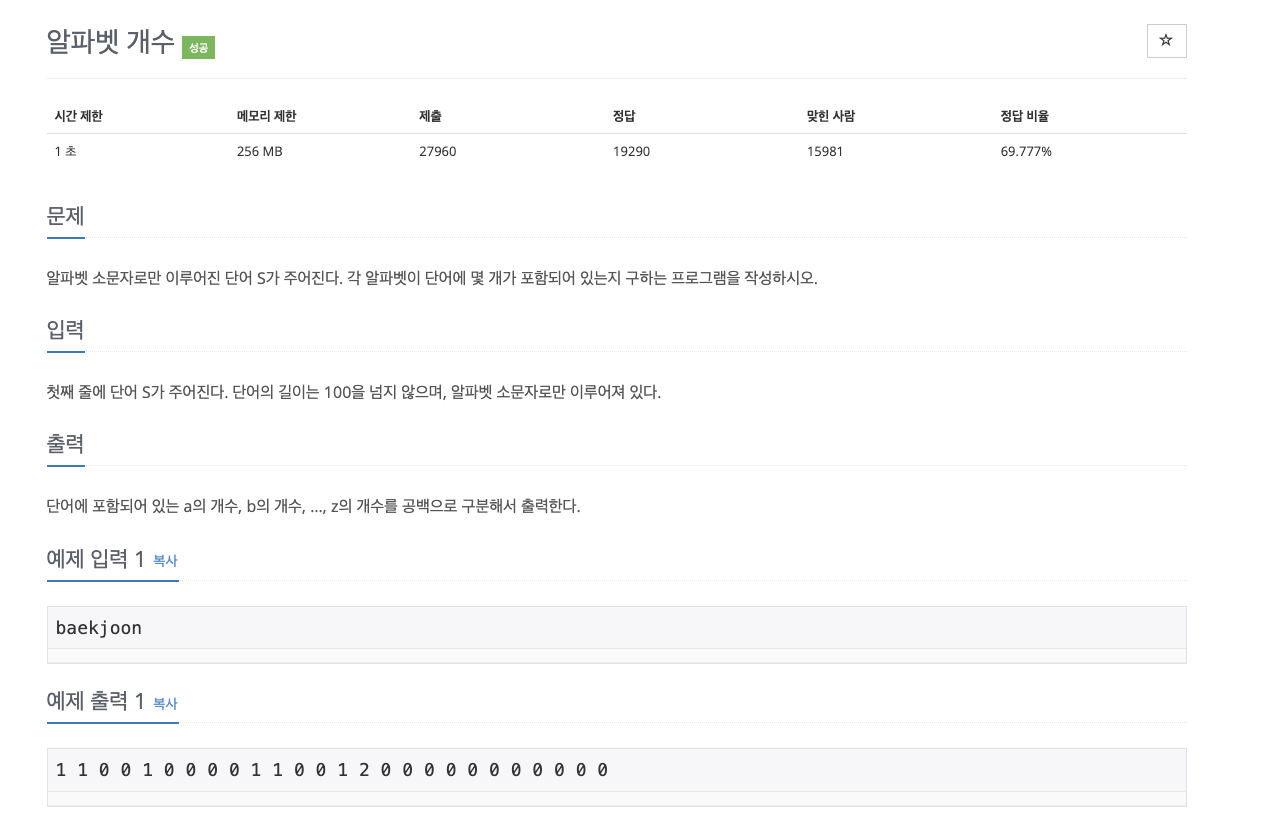 알파벳 개수 성공 ☆
시간 제한 메모리 제한 제출 정답 맞힌 사람 정답 비율
1 초 256 MB 27960 19290 15981 69.777%
문제
알파벳 소문자로만 이루어진 단어 S가 주어진다. 각 알파벳이 단어에 몇 개가 포함되어 있는지 구하는 프로그램을 작성하시오.
입력
첫째 줄에 단어 S가 주어진다. 단어의 길이는 100을 넘지 않으며, 알파벳 소문자로만 이루어져 있다.
출력
단어에 포함되어 있는 a의 개수, b의 개수, ..., z의 개수를 공백으로 구분해서 출력한다.
예제 입력 1 복사
baekjoon
예제 출력 1 복사
1 1 0 0 1 0 0 0 0 1 1 0 0 1 2 0 0 0 0 0 0 0 0 0 0 0